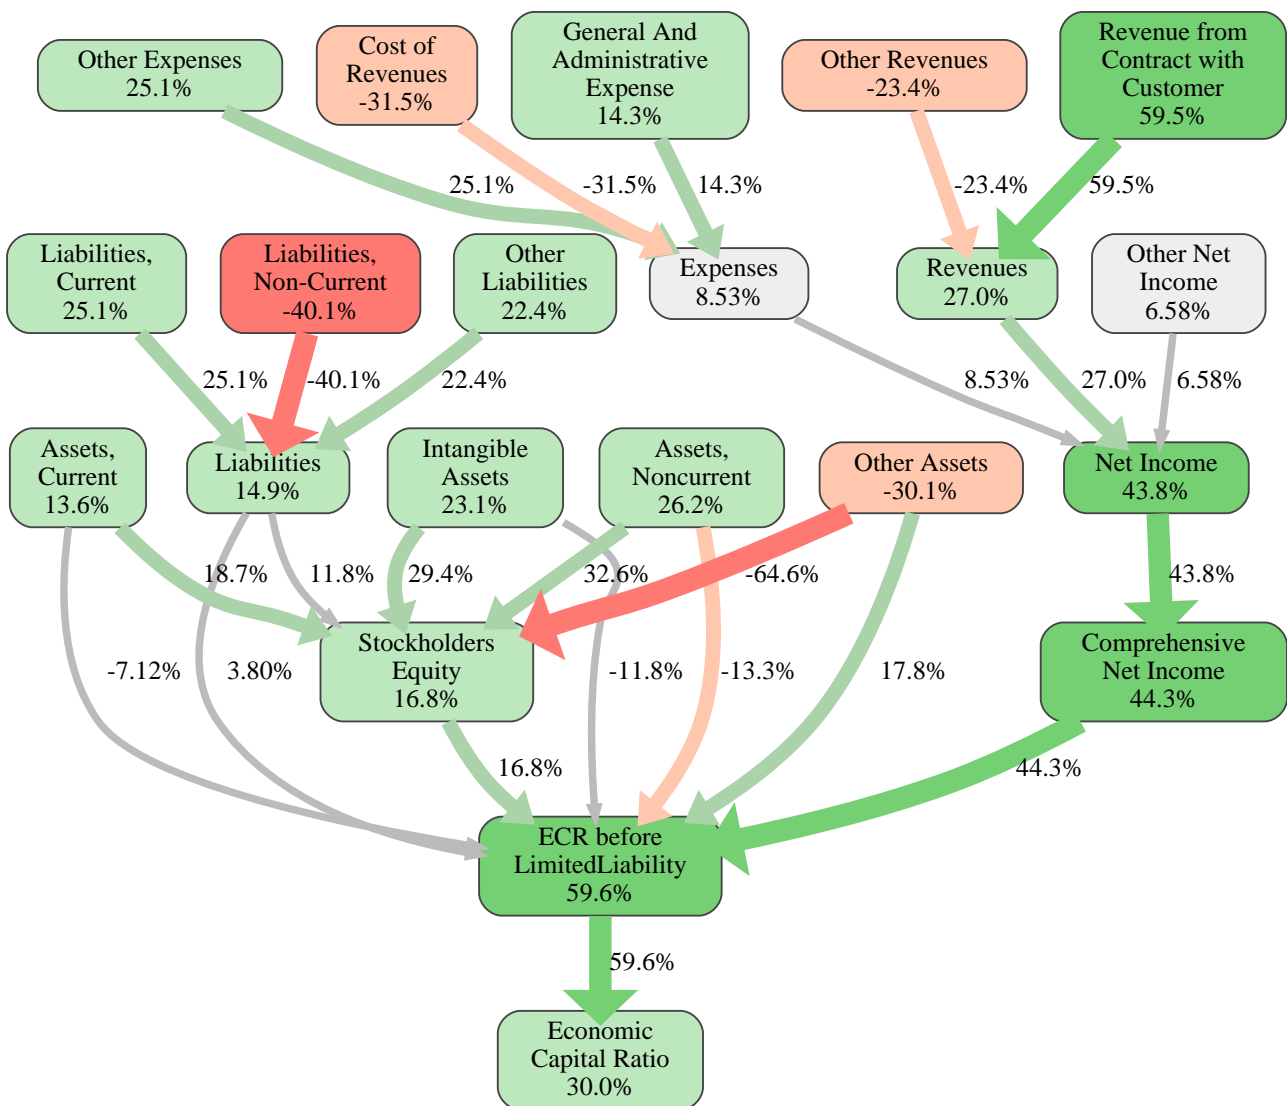 Other Expenses
25.1%
Cost of
Revenues
-31.5%
General And
Administrative
Expense
14.3%
Other Revenues
-23.4%
Revenue from
Contract with
Customer
59.5%
25.1%
-31.5%
14.3%
-23.4%
59.5%
Liabilities,
Current
25.1%
Liabilities,
Non-Current
-40.1%
Other
Liabilities
22.4%
Expenses
8.53%
Revenues
27.0%
Other Net
Income
6.58%
25.1%
-40.1%
22.4%
8.53%
27.0%
6.58%
Assets,
Current
13.6%
Liabilities
14.9%
Intangible
Assets
23.1%
Assets,
Noncurrent
26.2%
Other Assets
-30.1%
Net Income
43.8%
18.7%
11.8%
29.4%
32.6%
-64.6%
43.8%
Stockholders
Equity
16.8%
Comprehensive
Net Income
44.3%
-7.12%
3.80%
-11.8%
-13.3%
17.8%
16.8%
44.3%
ECR before
LimitedLiability
59.6%
59.6%
Economic
Capital Ratio
30.0%